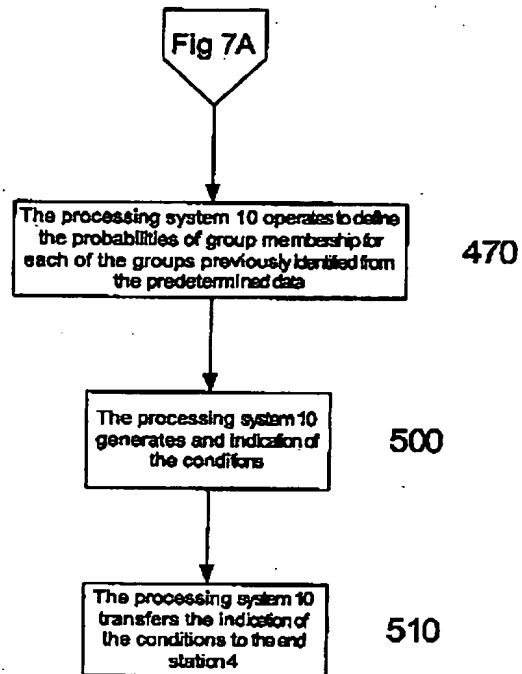 Fig 7A
The processing system 10 operates to define
the probabilities of group membership for
each of the groups previously identified from
the predetermined data
470
The processing system 10
generates and indication of
the conditions
500
The processing system 10
transfers the indication of
the conditions to the end
station 4
510